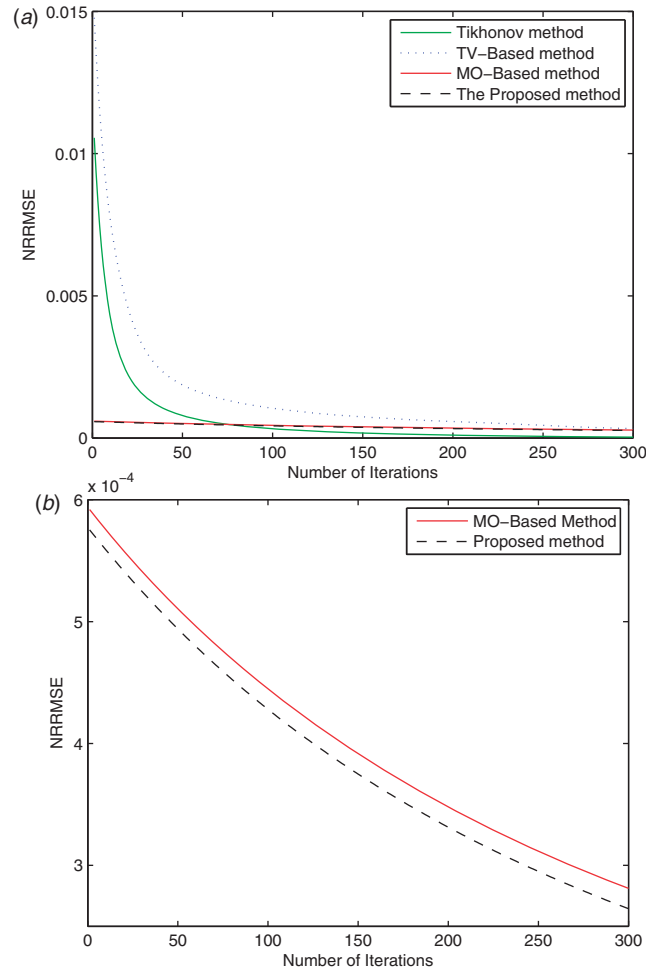 (a)
0.015
0.01
0.005
0
NRRMSE
Tikhonov method
TV-Based method
MO-Based method
The Proposed method
0 50 100 150 200 250 300
Number of Iterations
(b)
x 10⁻⁴
6
5
4
3
NRRMSE
MO-Based Method
Proposed method
0 50 100 150 200 250 300
Number of Iterations